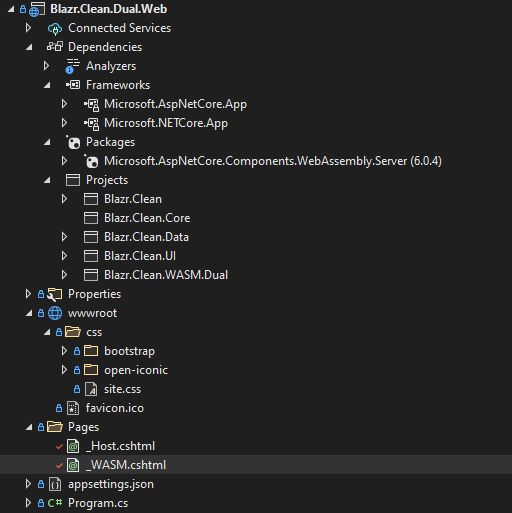 Blazr.Clean.Dual.Web
Connected Services
Dependencies
Analyzers
Frameworks
Microsoft.AspNetCore.App
Microsoft.NETCore.App
Packages
Microsoft.AspNetCore.Components.WebAssembly.Server (6.0.4)
Projects
Blazr.Clean
Blazr.Clean.Core
Blazr.Clean.Data
Blazr.Clean.UI
Blazr.Clean.WASM.Dual
Properties
wwwroot
css
bootstrap
open-iconic
site.css
favicon.ico
Pages
_Host.cshtml
_WASM.cshtml
appsettings.json
Program.cs